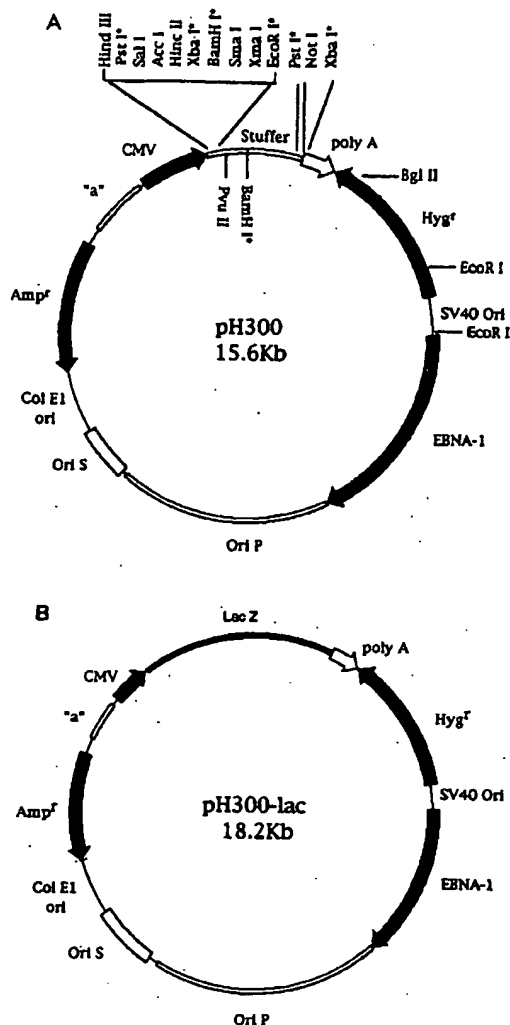 A
Hind III
Pst I*
Sal I
Acc I
Hinc II
Xba I*
BamH I*
Sma I
Xma I
EcoR I*
Pst I*
Not I
Xba I*
Stuffer
poly A
CMV
Bgl II
"a"
Pvu II
BamH I*
Hygr
EcoR I
Ampr
pH300
15.6Kb
SV40 Ori
EcoR I
Col E1
ori
EBNA-1
Ori S
Ori P
B
Lac Z
poly A
CMV
"a"
Hygr
Ampr
pH300-lac
18.2Kb
SV40 Ori
Col E1
ori
EBNA-1
Ori S
Ori P